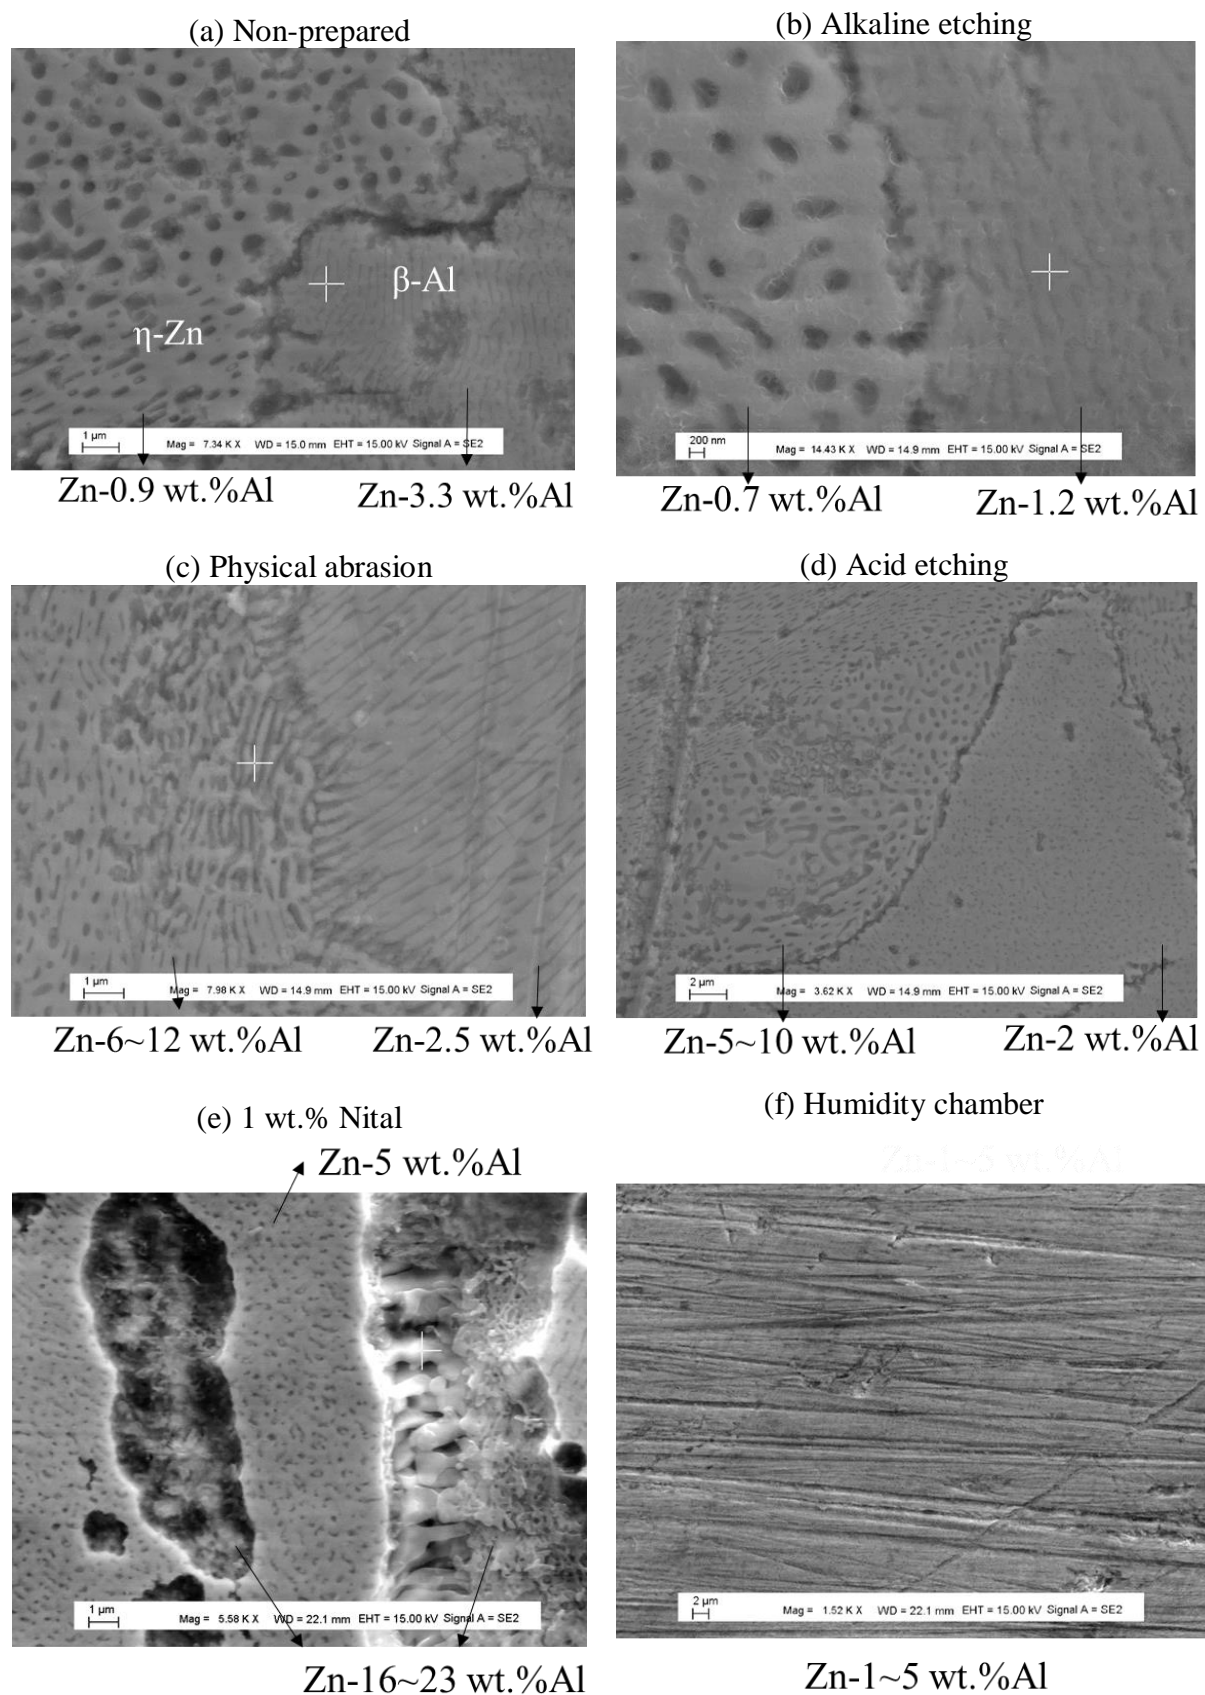 (a) Non-prepared
(b) Alkaline etching
β-Al
η-Zn
1 µm
Mag = 7.34 K X WD = 15.0 mm EHT = 15.00 kV Signal A = SE2
200 nm
Mag = 14.43 K X WD = 14.9 mm EHT = 15.00 kV Signal A = SE2
Zn-0.9 wt.%Al
Zn-3.3 wt.%Al
Zn-0.7 wt.%Al
Zn-1.2 wt.%Al
(c) Physical abrasion
(d) Acid etching
1 µm
Mag = 7.98 K X WD = 14.9 mm EHT = 15.00 kV Signal A = SE2
2 µm
Mag = 3.62 K X WD = 14.9 mm EHT = 15.00 kV Signal A = SE2
Zn-6~12 wt.%Al
Zn-2.5 wt.%Al
Zn-5~10 wt.%Al
Zn-2 wt.%Al
(e) 1 wt.% Nital
(f) Humidity chamber
Zn-5 wt.%Al
Zn-1~5 wt.%Al
1 µm
Mag = 5.58 K X WD = 22.1 mm EHT = 15.00 kV Signal A = SE2
2 µm
Mag = 1.52 K X WD = 22.1 mm EHT = 15.00 kV Signal A = SE2
Zn-16~23 wt.%Al
Zn-1~5 wt.%Al